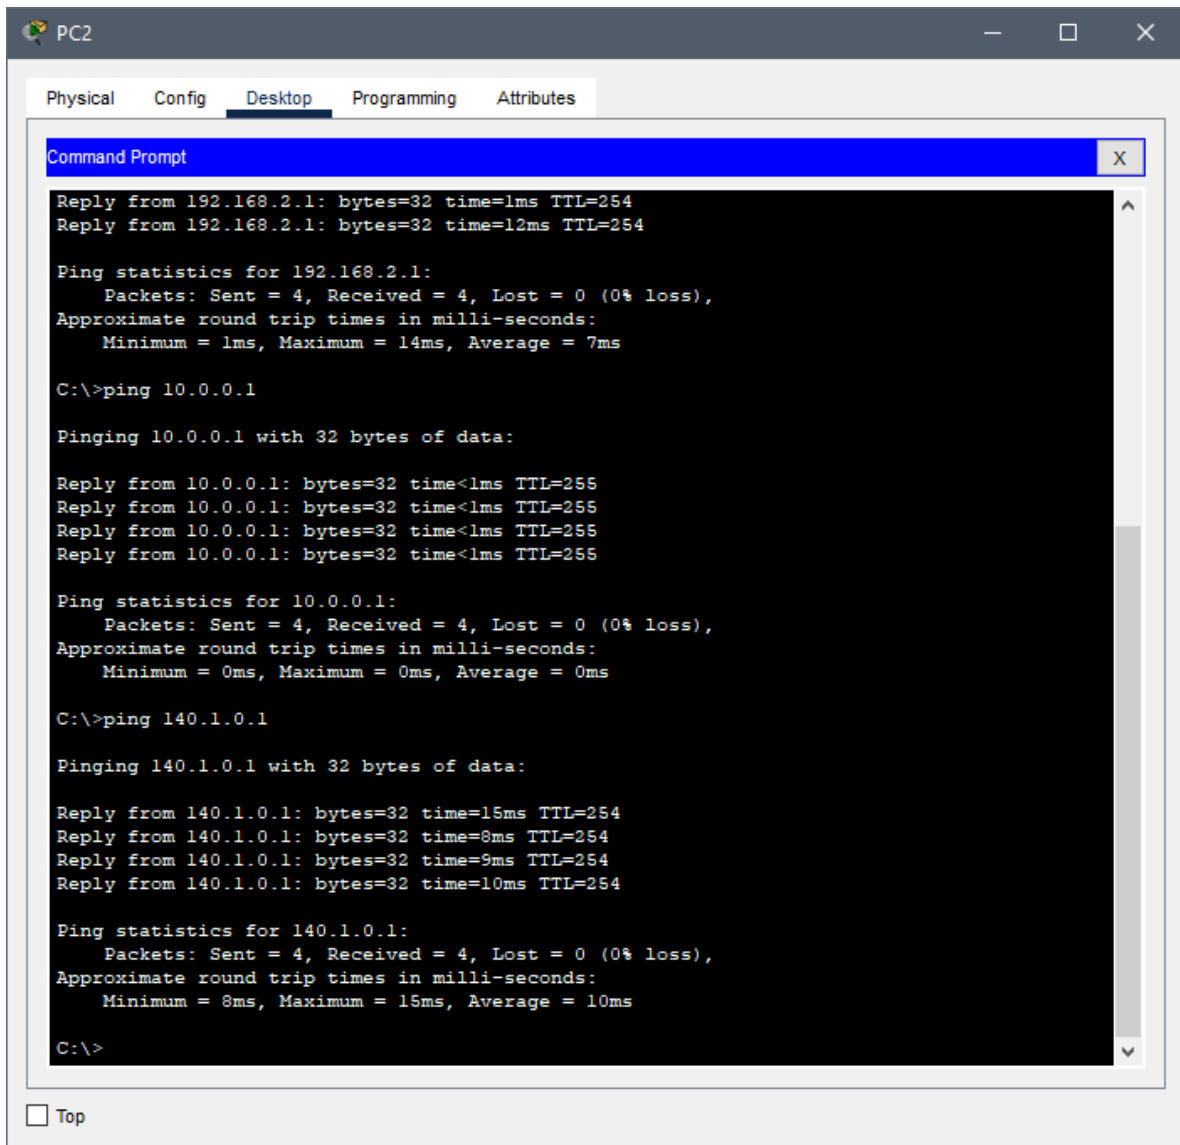 PC2
Physical Config Desktop Programming Attributes
Command Prompt
X
Reply from 192.168.2.1: bytes=32 time=1ms TTL=254
Reply from 192.168.2.1: bytes=32 time=12ms TTL=254
Ping statistics for 192.168.2.1:
Packets: Sent = 4, Received = 4, Lost = 0 (0% loss),
Approximate round trip times in milli-seconds:
Minimum = 1ms, Maximum = 14ms, Average = 7ms
C:\>ping 10.0.0.1
Pinging 10.0.0.1 with 32 bytes of data:
Reply from 10.0.0.1: bytes=32 time<1ms TTL=255
Reply from 10.0.0.1: bytes=32 time<1ms TTL=255
Reply from 10.0.0.1: bytes=32 time<1ms TTL=255
Reply from 10.0.0.1: bytes=32 time<1ms TTL=255
Ping statistics for 10.0.0.1:
Packets: Sent = 4, Received = 4, Lost = 0 (0% loss),
Approximate round trip times in milli-seconds:
Minimum = 0ms, Maximum = 0ms, Average = 0ms
C:\>ping 140.1.0.1
Pinging 140.1.0.1 with 32 bytes of data:
Reply from 140.1.0.1: bytes=32 time=15ms TTL=254
Reply from 140.1.0.1: bytes=32 time=8ms TTL=254
Reply from 140.1.0.1: bytes=32 time=9ms TTL=254
Reply from 140.1.0.1: bytes=32 time=10ms TTL=254
Ping statistics for 140.1.0.1:
Packets: Sent = 4, Received = 4, Lost = 0 (0% loss),
Approximate round trip times in milli-seconds:
Minimum = 8ms, Maximum = 15ms, Average = 10ms
C:\>
Top